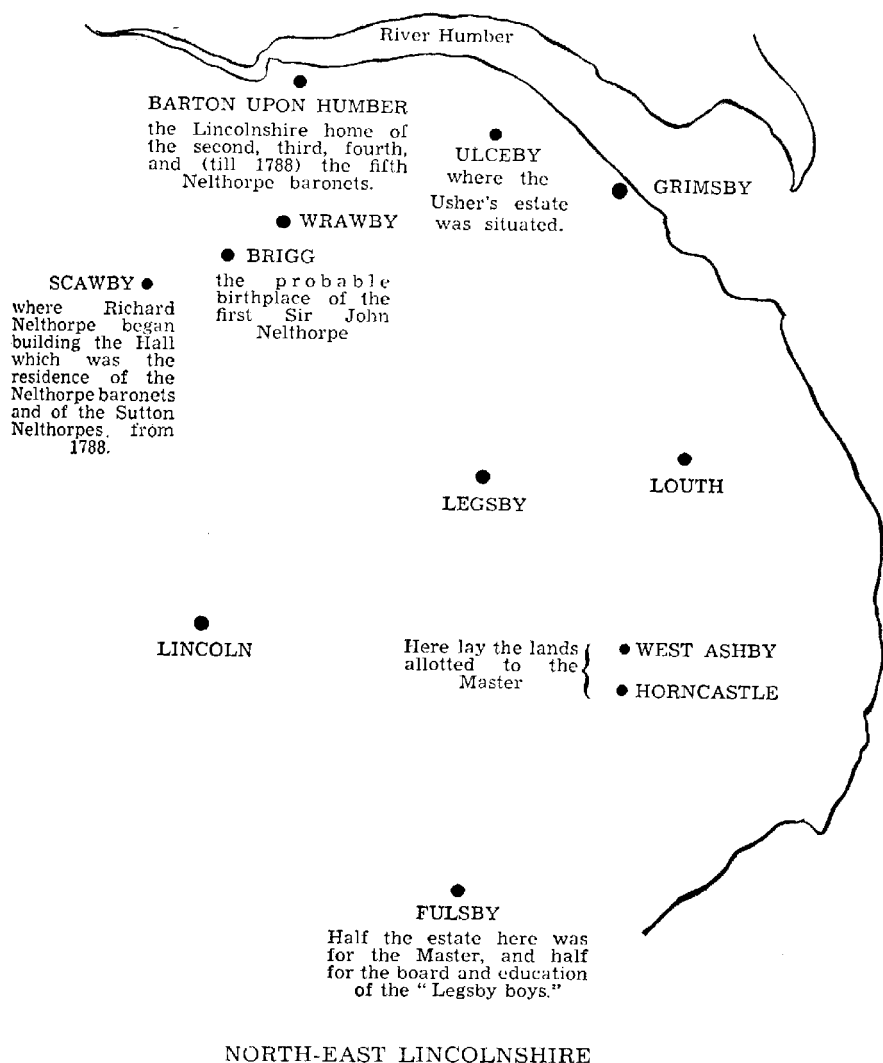 River Humber
BARTON UPON HUMBER
the Lincolnshire home of
the second, third, fourth,
and (till 1788) the fifth
Nelthorpe baronets.
ULCEBY
where the
Usher's estate
was situated.
GRIMSBY
WRAWBY
BRIGG
the probable
birthplace of the
first Sir John
Nelthorpe
SCAWBY
where Richard
Nelthorpe began
building the Hall
which was the
residence of the
Nelthorpe baronets
and of the Sutton
Nelthorpes, from
1788.
LEGSBY
LOUTH
LINCOLN
Here lay the lands
allotted to the
Master
WEST ASHBY
HORNCASTLE
FULSBY
Half the estate here was
for the Master, and half
for the board and education
of the "Legsby boys."
NORTH-EAST LINCOLNSHIRE